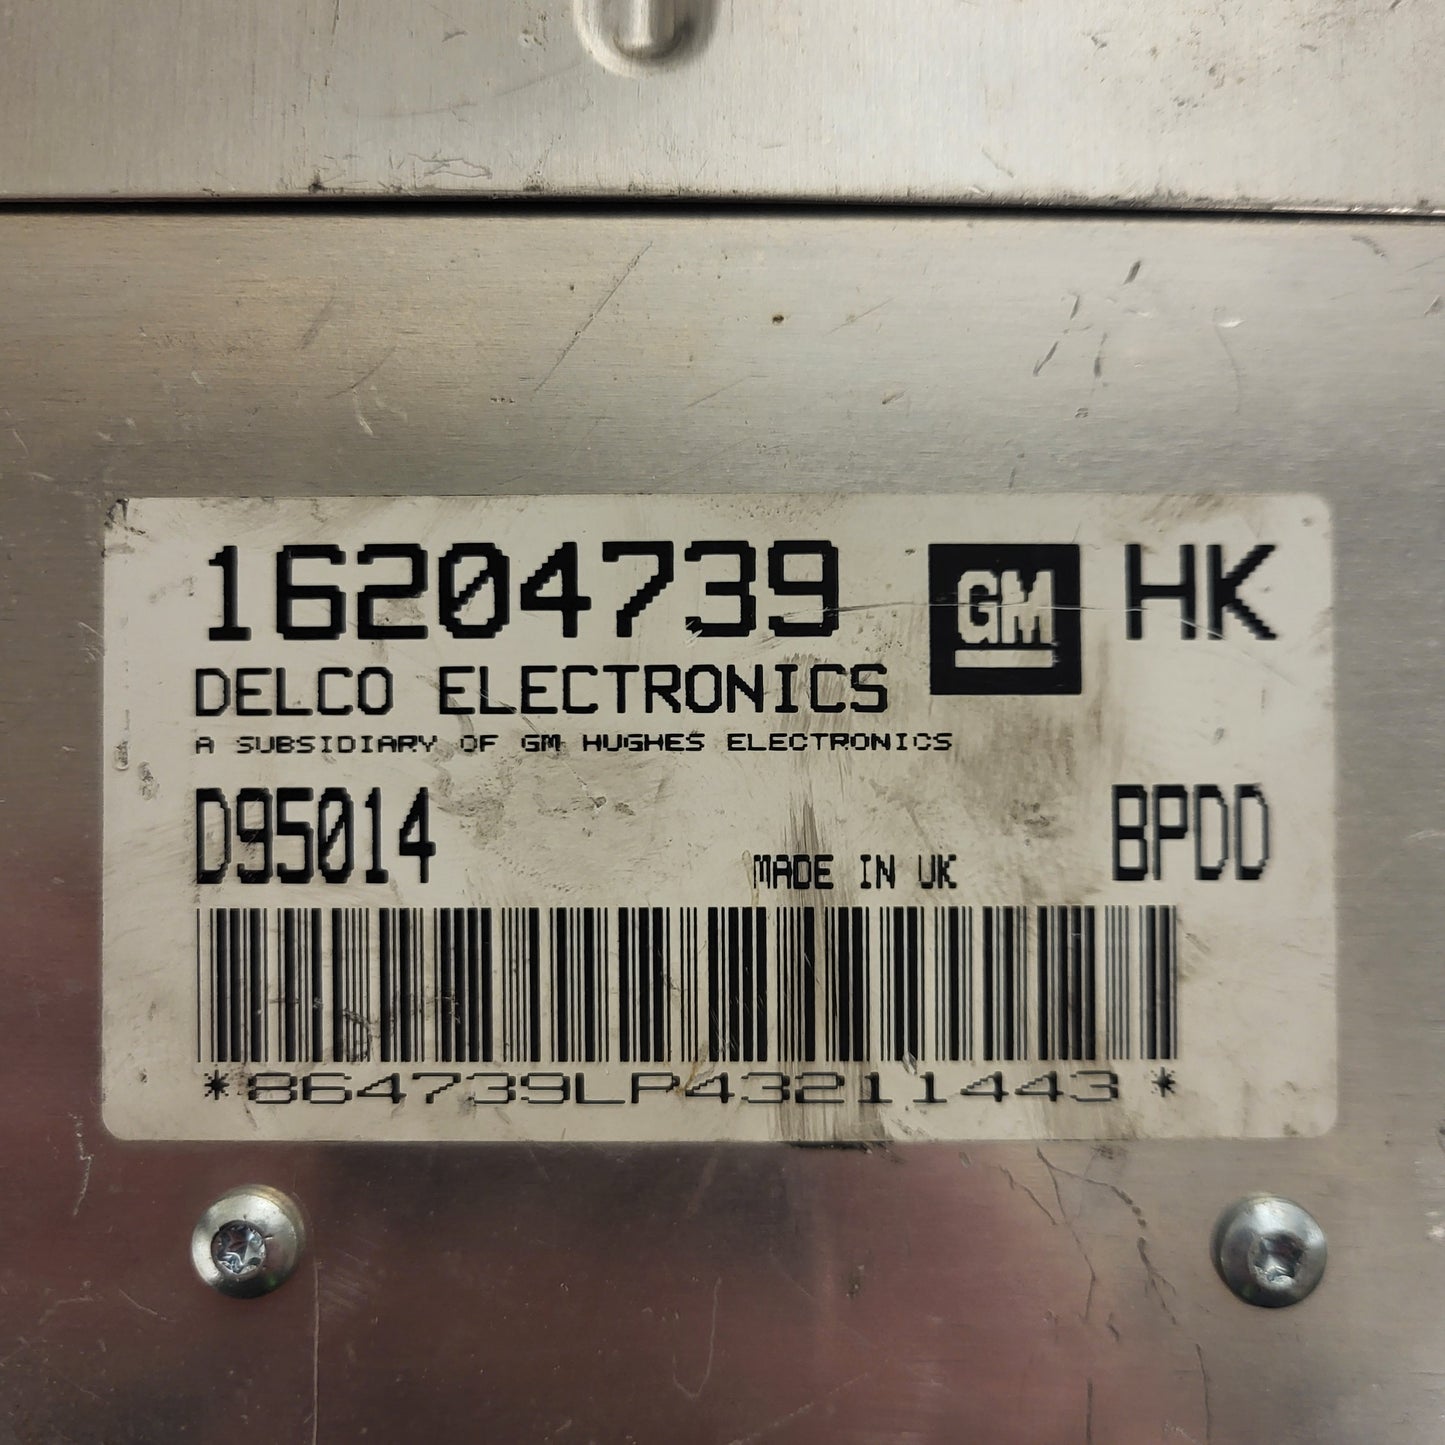 16204739 GM HK
DELCO ELECTRONICS
A SUBSIDIARY OF GM HUGHES ELECTRONICS
D95014 MADE IN UK BPDD
*864739LP43211443*